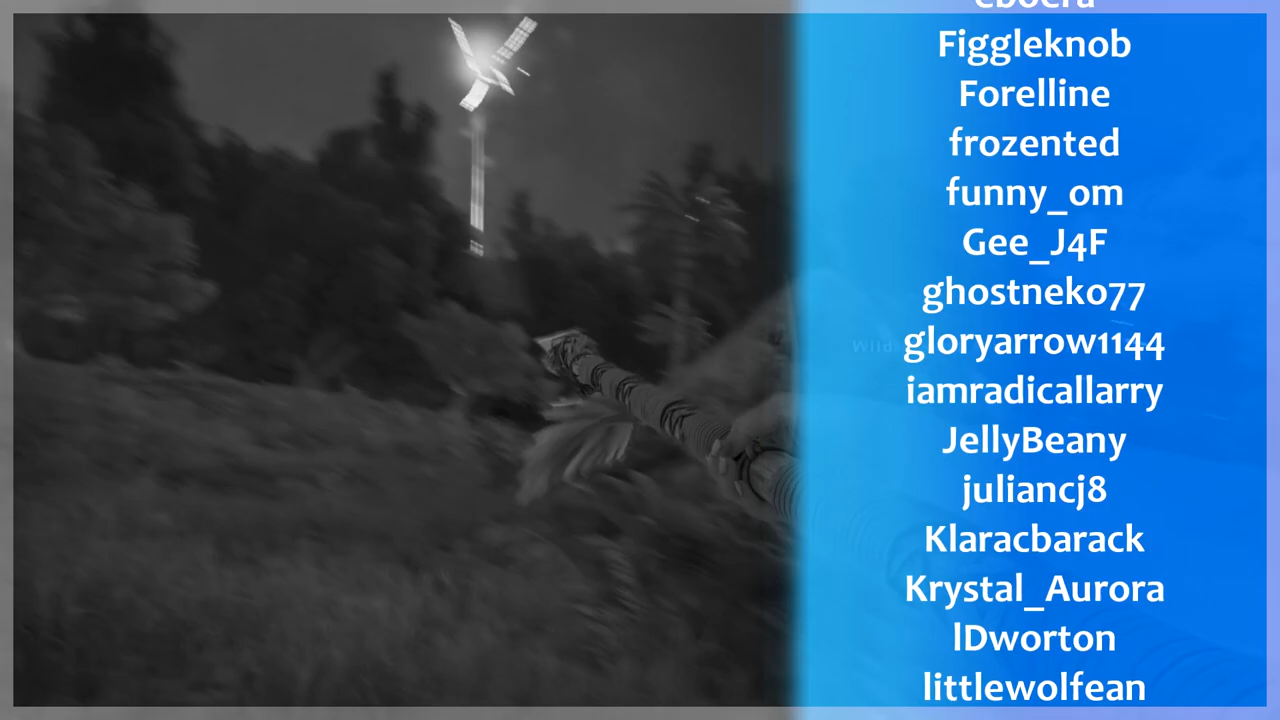 Figgleknob
Forelline
frozented
funny_om
Gee_J4F
ghostneko77
gloryarrow1144
iamradicallarry
JellyBeany
juliancj8
Klaracbarack
Krystal_Aurora
lDworton
littlewolfean